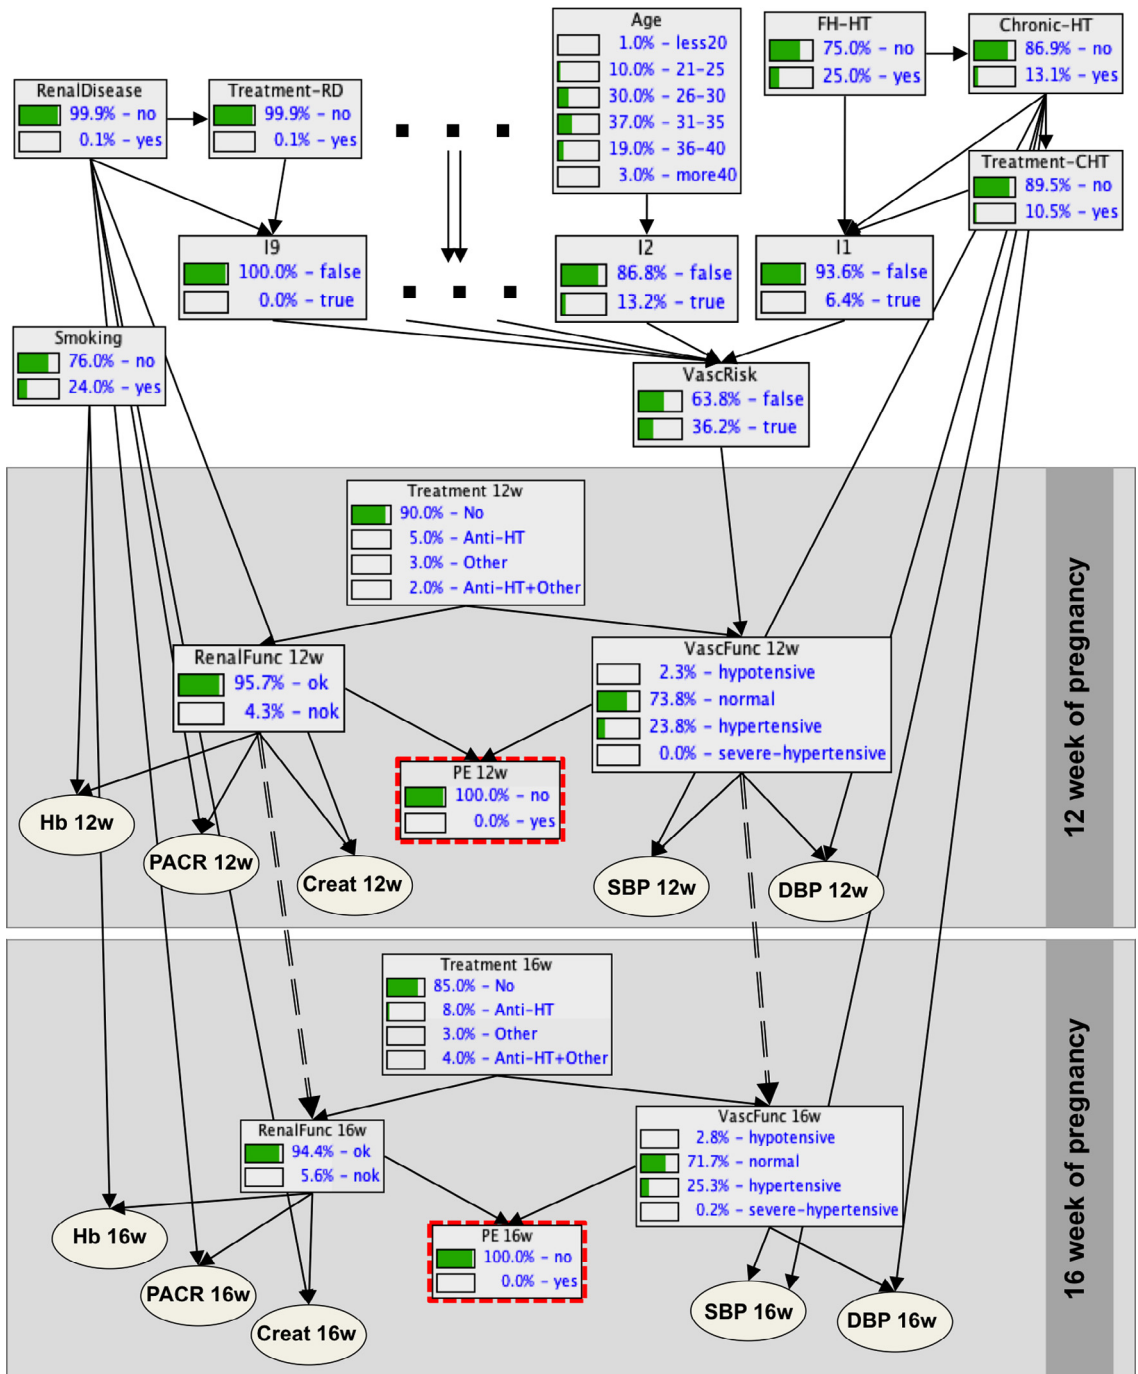 Age
1.0% – less20
10.0% – 21-25
30.0% – 26-30
37.0% – 31-35
19.0% – 36-40
3.0% – more40
FH-HT
75.0% – no
25.0% – yes
Chronic-HT
86.9% – no
13.1% – yes
RenalDisease
99.9% – no
0.1% – yes
Treatment-RD
99.9% – no
0.1% – yes
Treatment-CHT
89.5% – no
10.5% – yes
I9
100.0% – false
0.0% – true
I2
86.8% – false
13.2% – true
I1
93.6% – false
6.4% – true
Smoking
76.0% – no
24.0% – yes
VascRisk
63.8% – false
36.2% – true
12 week of pregnancy
Treatment 12w
90.0% – No
5.0% – Anti-HT
3.0% – Other
2.0% – Anti-HT+Other
RenalFunc 12w
95.7% – ok
4.3% – nok
VascFunc 12w
2.3% – hypotensive
73.8% – normal
23.8% – hypertensive
0.0% – severe-hypertensive
PE 12w
100.0% – no
0.0% – yes
Hb 12w
PACR 12w
Creat 12w
SBP 12w
DBP 12w
16 week of pregnancy
Treatment 16w
85.0% – No
8.0% – Anti-HT
3.0% – Other
4.0% – Anti-HT+Other
RenalFunc 16w
94.4% – ok
5.6% – nok
VascFunc 16w
2.8% – hypotensive
71.7% – normal
25.3% – hypertensive
0.2% – severe-hypertensive
PE 16w
100.0% – no
0.0% – yes
Hb 16w
PACR 16w
Creat 16w
SBP 16w
DBP 16w